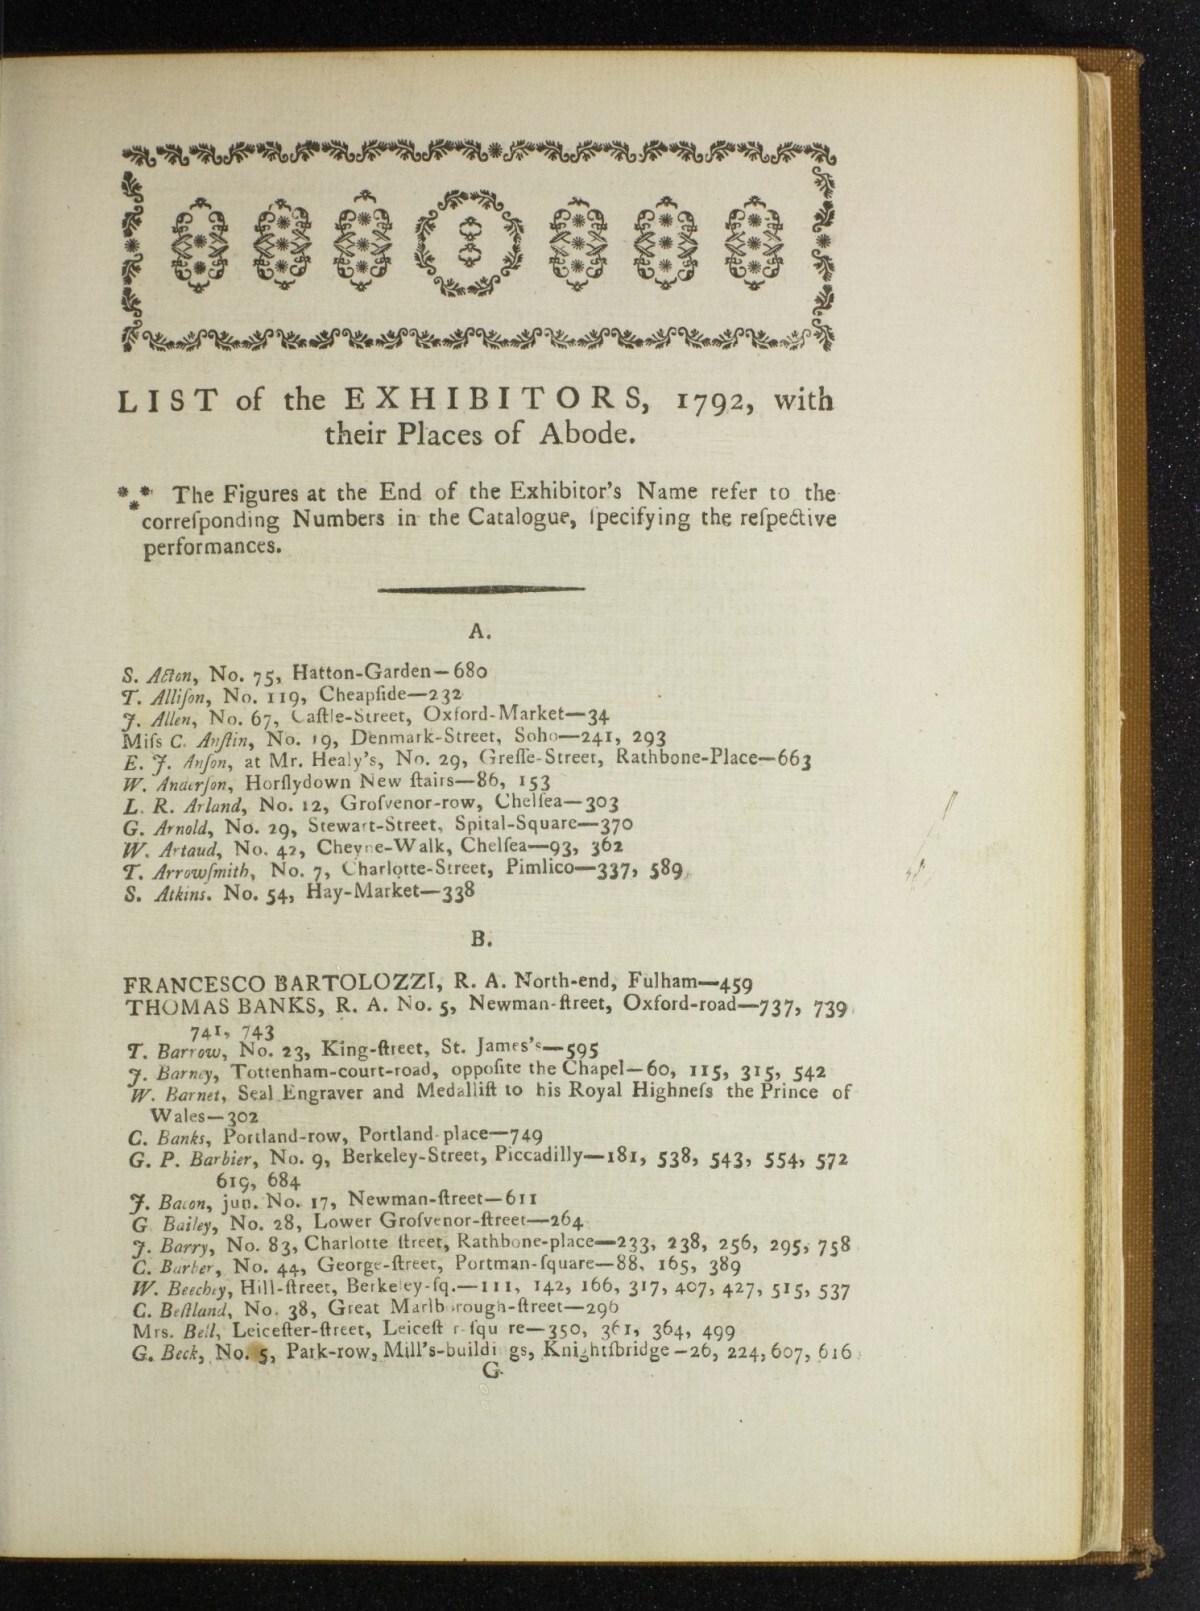 LIST of the EXHIBITORS, 1792, with
their Places of Abode.
*⁎* The Figures at the End of the Exhibitor's Name refer to the
correſponding Numbers in the Catalogue, ſpecifying the reſpective
performances.
A.
S. Acton, No. 75, Hatton-Garden—680
T. Alliſon, No. 119, Cheapſide—232
J. Allen, No. 67, Caſtle-Street, Oxford-Market—34
Miſs C. Anſtin, No. 19, Denmark-Street, Soho—241, 293
E. J. Anſon, at Mr. Healy's, No. 29, Greſſe-Street, Rathbone-Place—663
W. Anderſon, Horſlydown New ſtairs—86, 153
L. R. Arland, No. 12, Groſvenor-row, Chelſea—303
G. Arnold, No. 29, Stewart-Street, Spital-Square—370
W. Artaud, No. 42, Cheyne-Walk, Chelſea—93, 362
T. Arrowſmith, No. 7, Charlotte-Street, Pimlico—337, 589
S. Atkins. No. 54, Hay-Market—338
B.
FRANCESCO BARTOLOZZI, R. A. North-end, Fulham—459
THOMAS BANKS, R. A. No. 5, Newman-ſtreet, Oxford-road—737, 739
741, 743
T. Barrow, No. 23, King-ſtreet, St. James's—595
J. Barney, Tottenham-court-road, oppoſite the Chapel—60, 115, 315, 542
W. Barnet, Seal Engraver and Medalliſt to his Royal Highneſs the Prince of
Wales—302
C. Banks, Portland-row, Portland-place—749
G. P. Barbier, No. 9, Berkeley-Street, Piccadilly—181, 538, 543, 554, 572
619, 684
J. Bacon, jun. No. 17, Newman-ſtreet—611
G Bailey, No. 28, Lower Groſvenor-ſtreet—264
J. Barry, No. 83, Charlotte ſtreet, Rathbone-place—233, 238, 256, 295, 758
C. Barber, No. 44, George-ſtreet, Portman-ſquare—88, 165, 389
W. Beechey, Hill-ſtreet, Berkeley-ſq.—111, 142, 166, 317, 407, 427, 515, 537
C. Beſtland, No. 38, Great Marlborough-ſtreet—296
Mrs. Bell, Leiceſter-ſtreet, Leiceſt r-ſqu re—350, 361, 364, 499
G. Beck, No. 5, Park-row, Mill's-buildi gs, Knightſbridge—26, 224, 607, 616
G